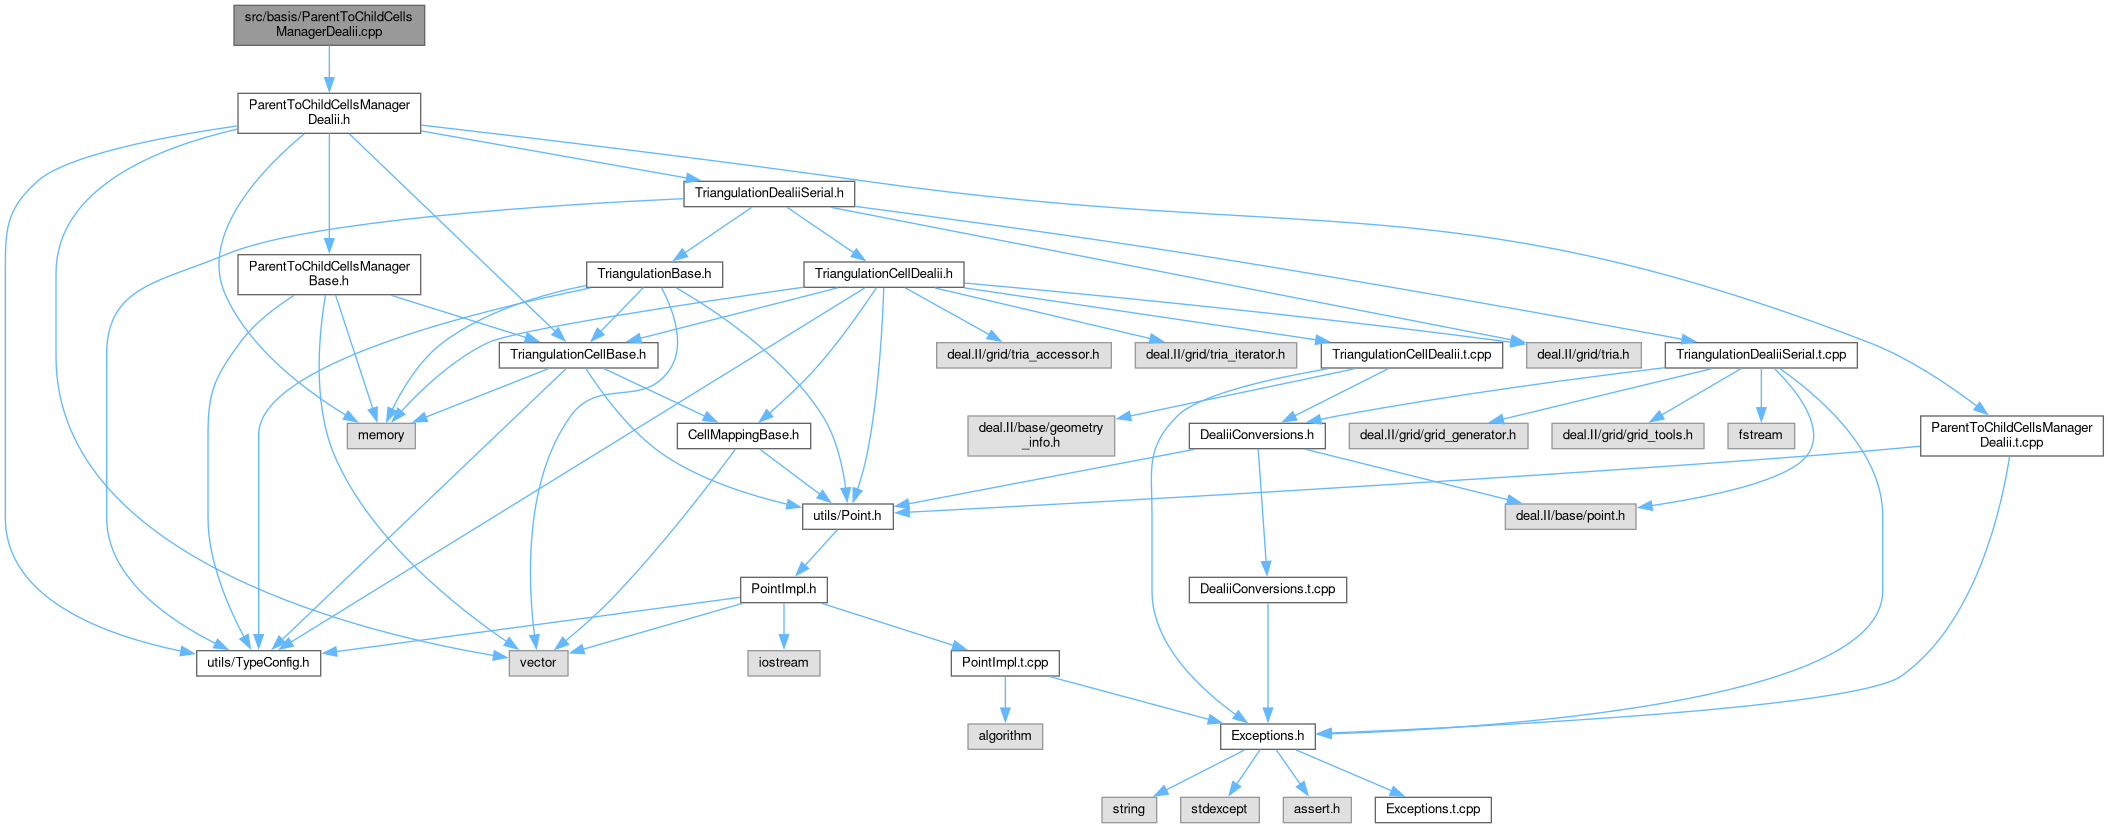 src/basis/ParentToChildCells
ManagerDealii.cpp
ParentToChildCellsManager
Dealii.h
TriangulationDealiiSerial.h
ParentToChildCellsManager
Base.h
TriangulationBase.h
TriangulationCellDealii.h
TriangulationCellBase.h
deal.II/grid/tria_accessor.h
deal.II/grid/tria_iterator.h
TriangulationCellDealii.t.cpp
deal.II/grid/tria.h
TriangulationDealiiSerial.t.cpp
memory
CellMappingBase.h
deal.II/base/geometry
_info.h
DealiiConversions.h
deal.II/grid/grid_generator.h
deal.II/grid/grid_tools.h
fstream
ParentToChildCellsManager
Dealii.t.cpp
utils/Point.h
deal.II/base/point.h
PointImpl.h
DealiiConversions.t.cpp
utils/TypeConfig.h
vector
iostream
PointImpl.t.cpp
algorithm
Exceptions.h
string
stdexcept
assert.h
Exceptions.t.cpp